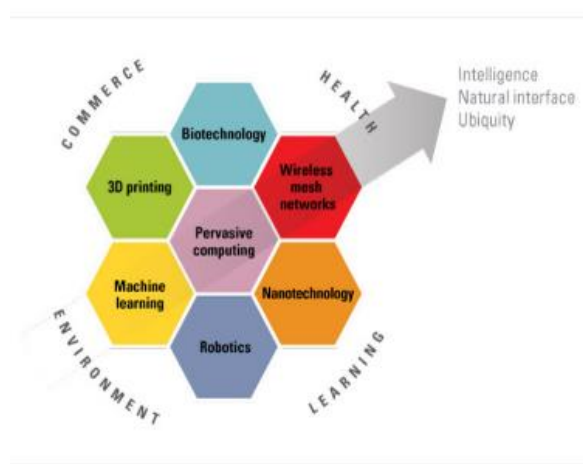 COMMERCE
HEALTH
Intelligence
Natural interface
Ubiquity
Biotechnology
3D printing
Wireless
mesh
networks
Pervasive
computing
Machine
learning
Nanotechnology
Robotics
ENVIRONMENT
LEARNING